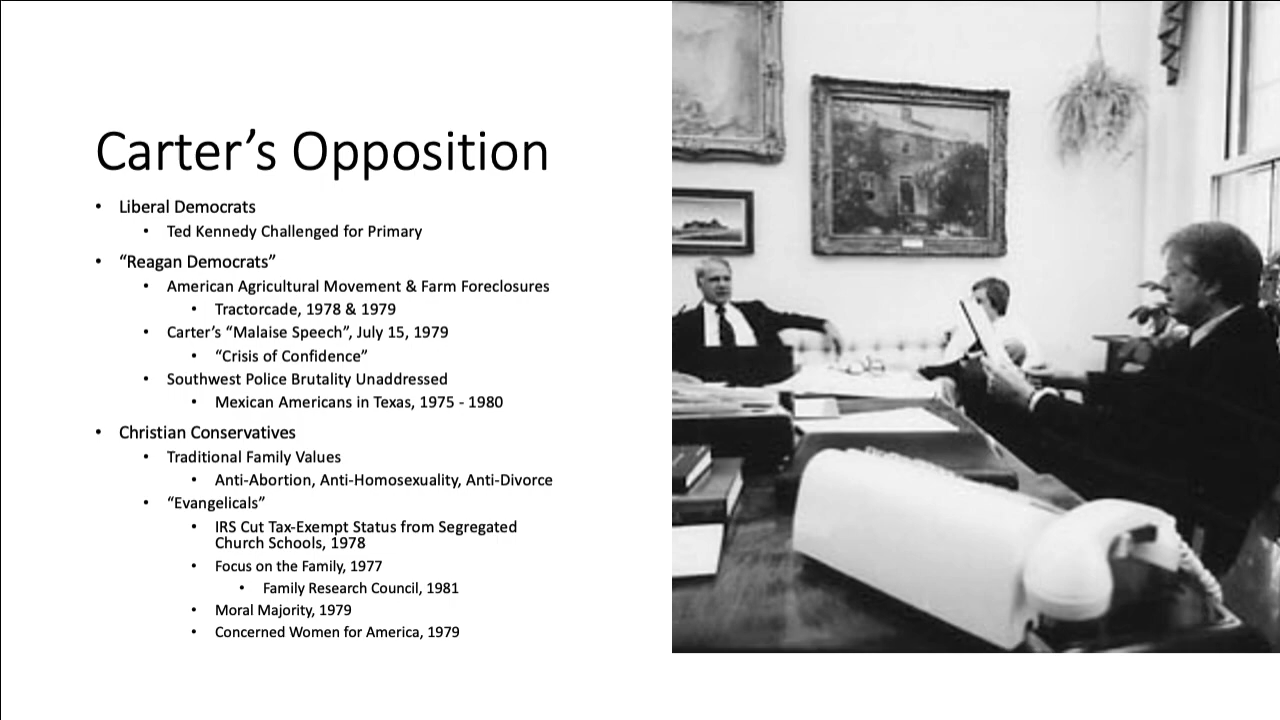 Carter’s Opposition
• Liberal Democrats
• Ted Kennedy Challenged for Primary
• “Reagan Democrats”
• American Agricultural Movement & Farm Foreclosures
• Tractorcade, 1978 & 1979
• Carter’s “Malaise Speech”, July 15, 1979
• “Crisis of Confidence”
• Southwest Police Brutality Unaddressed
• Mexican Americans in Texas, 1975 - 1980
• Christian Conservatives
• Traditional Family Values
• Anti-Abortion, Anti-Homosexuality, Anti-Divorce
• “Evangelicals”
• IRS Cut Tax-Exempt Status from Segregated
Church Schools, 1978
• Focus on the Family, 1977
• Family Research Council, 1981
• Moral Majority, 1979
• Concerned Women for America, 1979